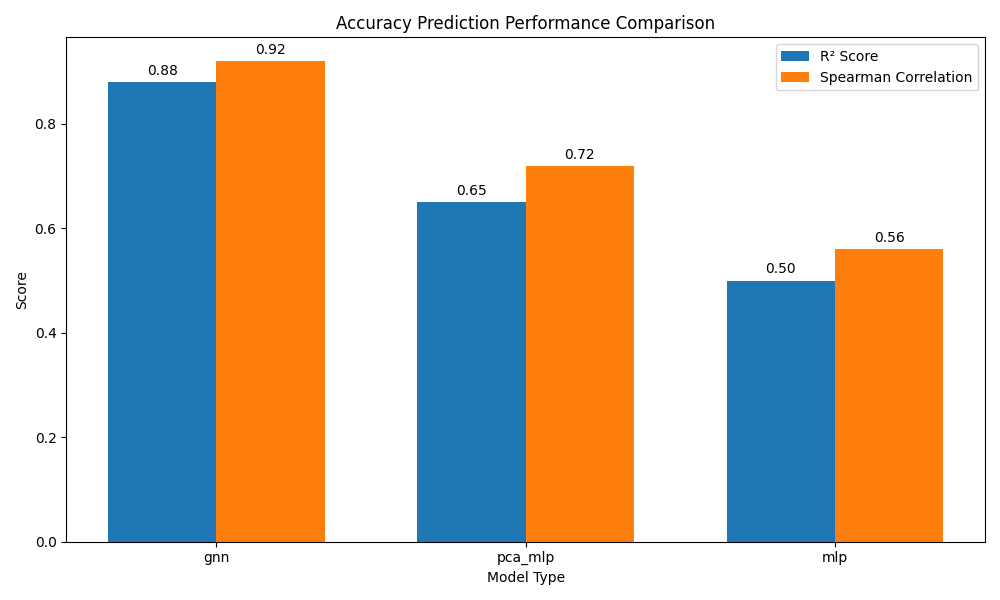 Accuracy Prediction Performance Comparison
R² Score
Spearman Correlation
0.88
0.92
0.65
0.72
0.50
0.56
Score
0.8
0.6
0.4
0.2
0.0
gnn
pca_mlp
mlp
Model Type